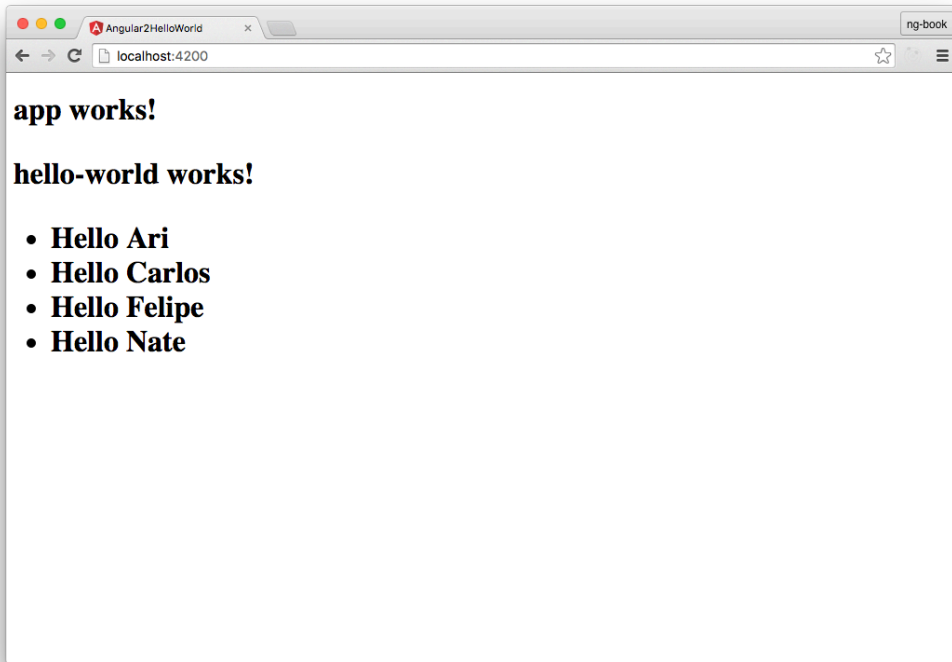 Angular2HelloWorld
ng-book
localhost:4200
app works!
hello-world works!
Hello Ari
Hello Carlos
Hello Felipe
Hello Nate